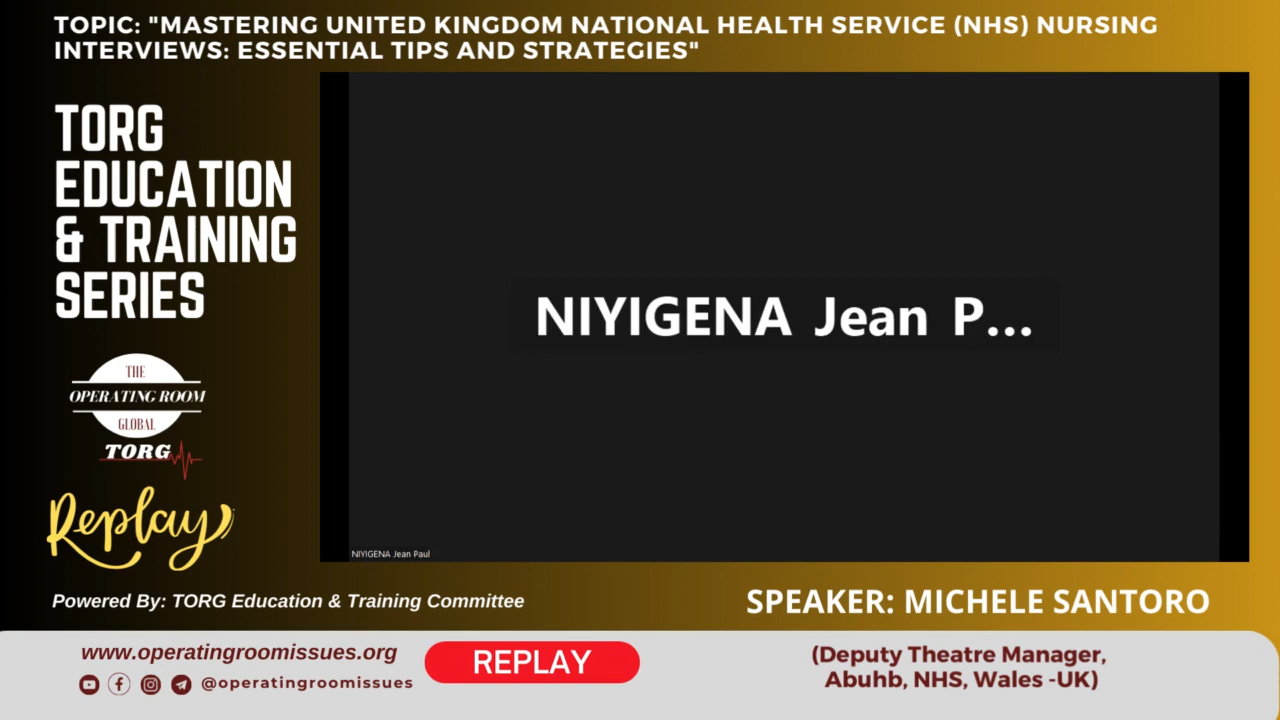 TOPIC: "MASTERING UNITED KINGDOM NATIONAL HEALTH SERVICE (NHS) NURSING
INTERVIEWS: ESSENTIAL TIPS AND STRATEGIES"
TORG
EDUCATION
& TRAINING
SERIES
THE
OPERATING ROOM
GLOBAL
TORG
Replay
NIYIGENA Jean P...
NIYIGENA Jean Paul
Powered By: TORG Education & Training Committee
SPEAKER: MICHELE SANTORO
www.operatingroomissues.org
@operatingroomissues
REPLAY
(Deputy Theatre Manager,
Abuhb, NHS, Wales -UK)